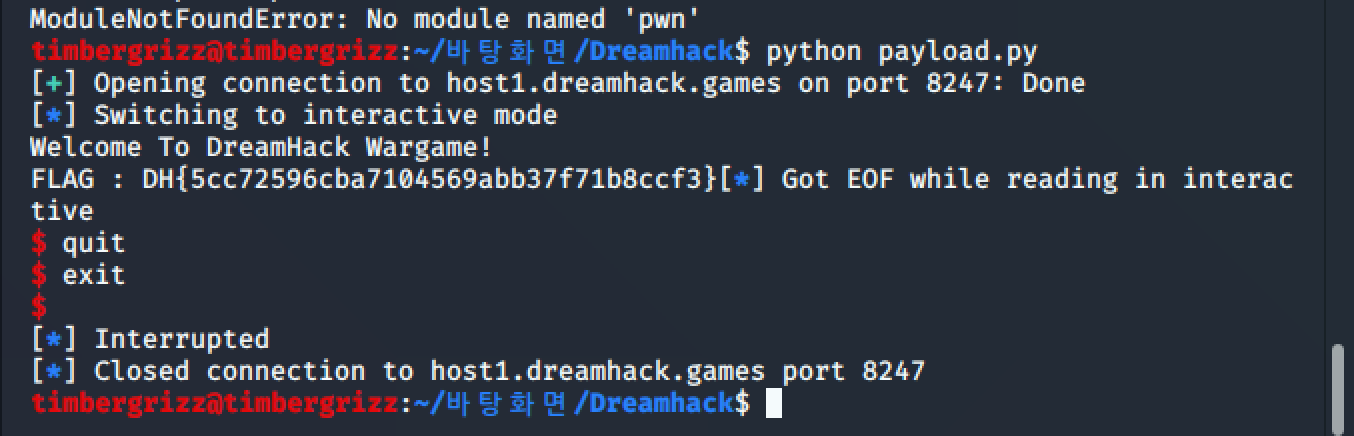 ModuleNotFoundError: No module named 'pwn'
timbergrizz@timbergrizz:~/바탕화면/Dreamhack$ python payload.py
[+] Opening connection to host1.dreamhack.games on port 8247: Done
[*] Switching to interactive mode
Welcome To DreamHack Wargame!
FLAG : DH{5cc72596cba7104569abb37f71b8ccf3}[*] Got EOF while reading in interac
tive
$ quit
$ exit
$
[*] Interrupted
[*] Closed connection to host1.dreamhack.games port 8247
timbergrizz@timbergrizz:~/바탕화면/Dreamhack$